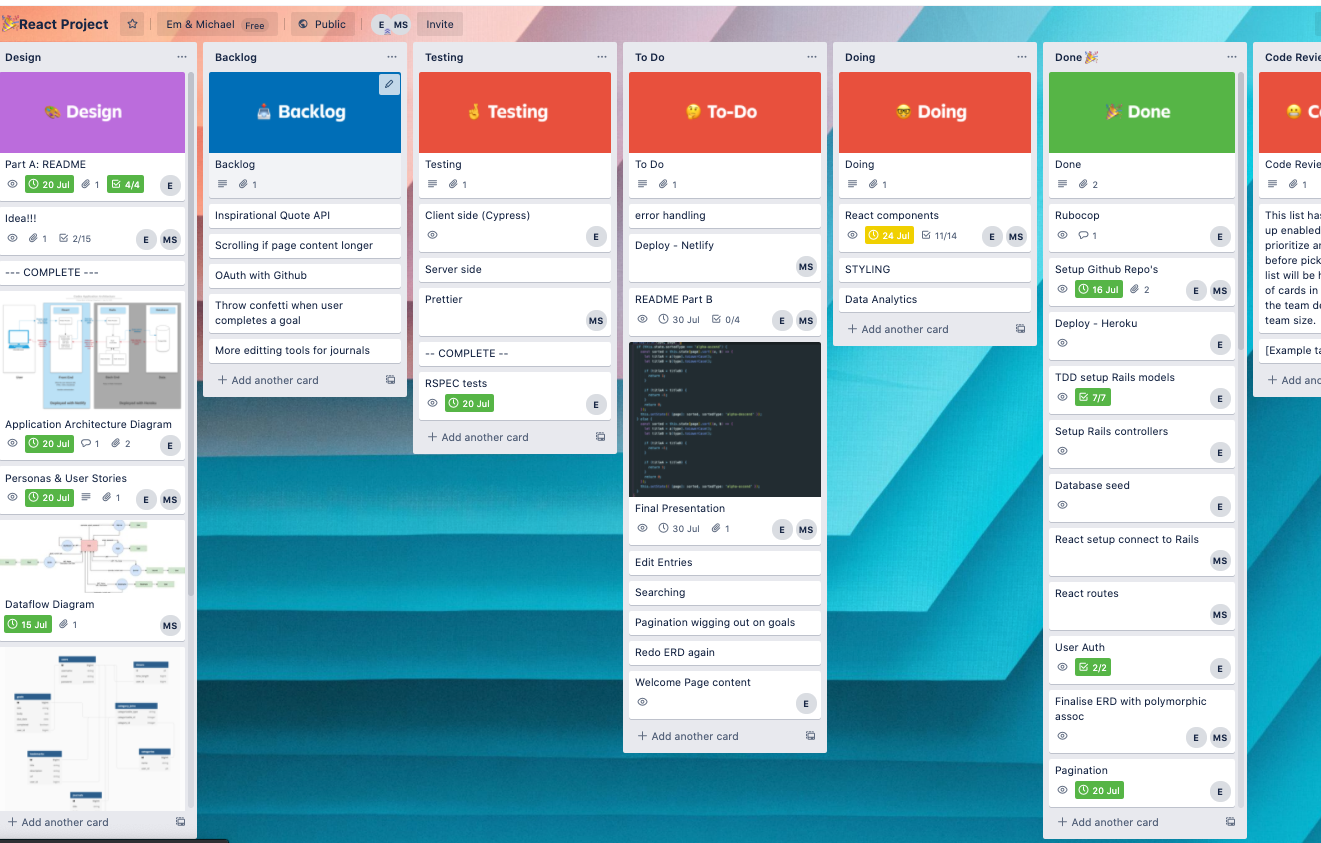 🎉React Project
Em & Michael Free
Public
E MS
Invite
Design
🎨 Design
Part A: README
20 Jul 1 4/4 E
Idea!!!
1 2/15 E MS
--- COMPLETE ---
Application Architecture Diagram
20 Jul 1 2 E
Personas & User Stories
20 Jul 1 E MS
Dataflow Diagram
15 Jul 1 MS
+ Add another card
Backlog
Backlog
Backlog
1
Inspirational Quote API
Scrolling if page content longer
OAuth with Github
Throw confetti when user
completes a goal
More editting tools for journals
+ Add another card
Testing
🤞 Testing
Testing
1
Client side (Cypress)
E
Server side
Prettier
MS
-- COMPLETE --
RSPEC tests
20 Jul E
+ Add another card
To Do
🤔 To-Do
To Do
1
error handling
Deploy - Netlify
MS
README Part B
30 Jul 0/4 E MS
Final Presentation
30 Jul 1 E MS
Edit Entries
Searching
Pagination wigging out on goals
Redo ERD again
Welcome Page content
E
+ Add another card
Doing
🤓 Doing
Doing
1
React components
24 Jul 11/14 E MS
STYLING
Data Analytics
+ Add another card
Done🎉
🎉 Done
Done
2
Rubocop
1 E
Setup Github Repo's
16 Jul 2 E MS
Deploy - Heroku
E
TDD setup Rails models
7/7 E
Setup Rails controllers
E
Database seed
E
React setup connect to Rails
MS
React routes
MS
User Auth
2/2 E
Finalise ERD with polymorphic
assoc
E MS
Pagination
20 Jul E
+ Add another card
Code Revie
😬 C
Code Revie
1
This list has
up enabled
prioritize an
before pick
list will be h
of cards in
the team de
team size.
[Example ta
+ Add ano